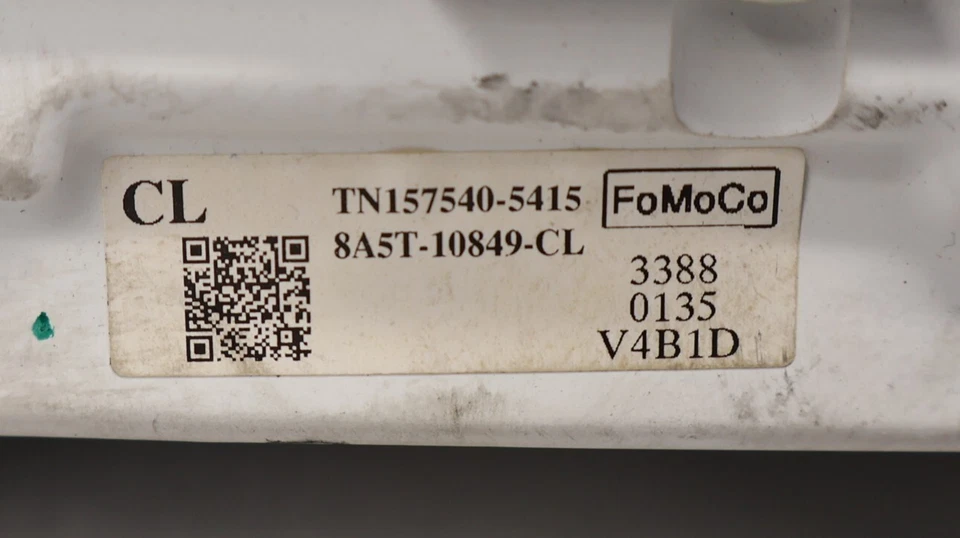 CL
TN157540-5415
8A5T-10849-CL
FoMoCo
3388
0135
V4B1D